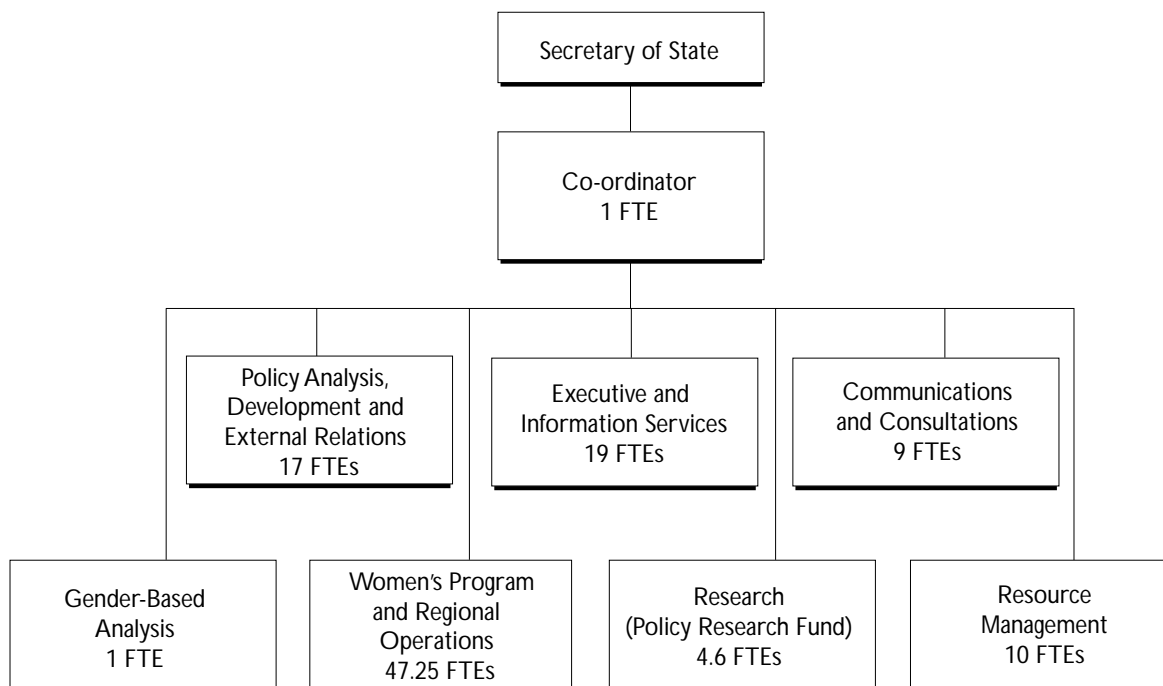 Secretary of State
Co-ordinator
1 FTE
Policy Analysis,
Development and
External Relations
17 FTEs
Executive and
Information Services
19 FTEs
Communications
and Consultations
9 FTEs
Gender-Based
Analysis
1 FTE
Women's Program
and Regional
Operations
47.25 FTEs
Research
(Policy Research Fund)
4.6 FTEs
Resource
Management
10 FTEs